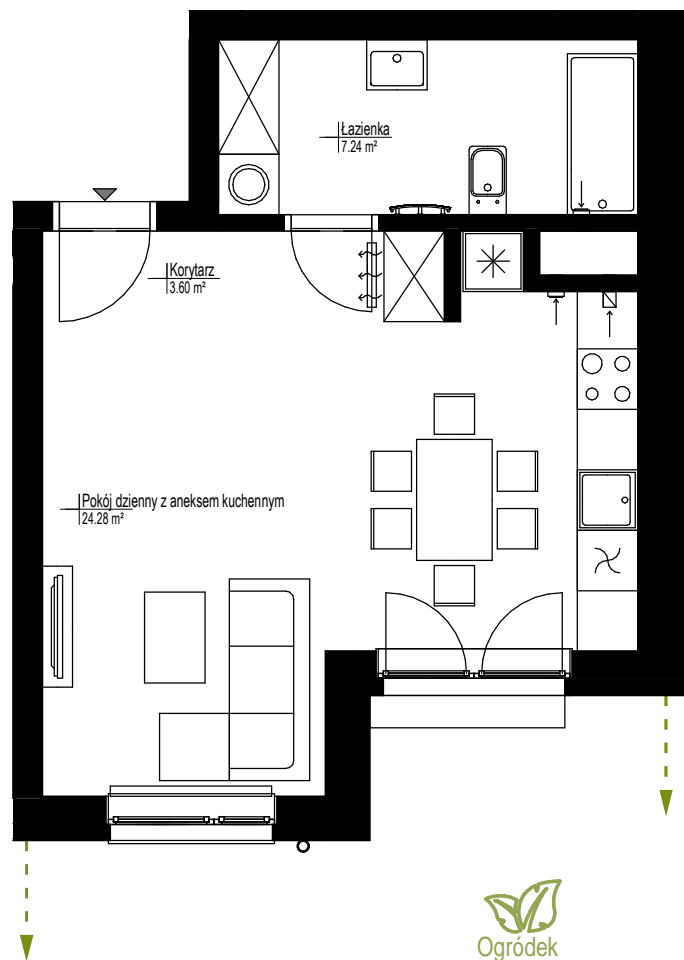 Łazienka
7.24 m²
Korytarz
3.60 m²
Pokój dzienny z aneksem kuchennym
24.28 m²
Ogródek